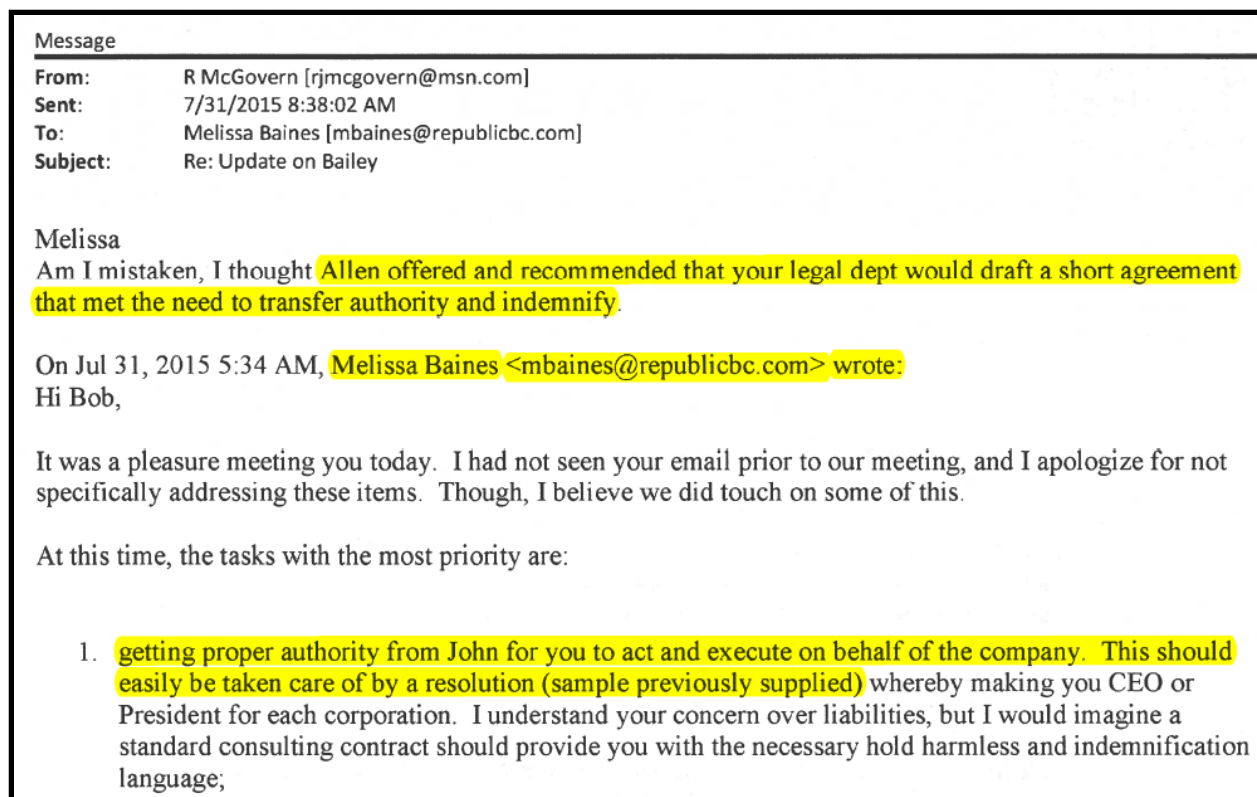 Message
From: R McGovern [rjmcgovern@msn.com]
Sent: 7/31/2015 8:38:02 AM
To: Melissa Baines [mbaines@republicbc.com]
Subject: Re: Update on Bailey
Melissa
Am I mistaken, I thought Allen offered and recommended that your legal dept would draft a short agreement
that met the need to transfer authority and indemnify.
On Jul 31, 2015 5:34 AM, Melissa Baines <mbaines@republicbc.com> wrote:
Hi Bob,
It was a pleasure meeting you today. I had not seen your email prior to our meeting, and I apologize for not
specifically addressing these items. Though, I believe we did touch on some of this.
At this time, the tasks with the most priority are:
1. getting proper authority from John for you to act and execute on behalf of the company. This should
easily be taken care of by a resolution (sample previously supplied) whereby making you CEO or
President for each corporation. I understand your concern over liabilities, but I would imagine a
standard consulting contract should provide you with the necessary hold harmless and indemnification
language;